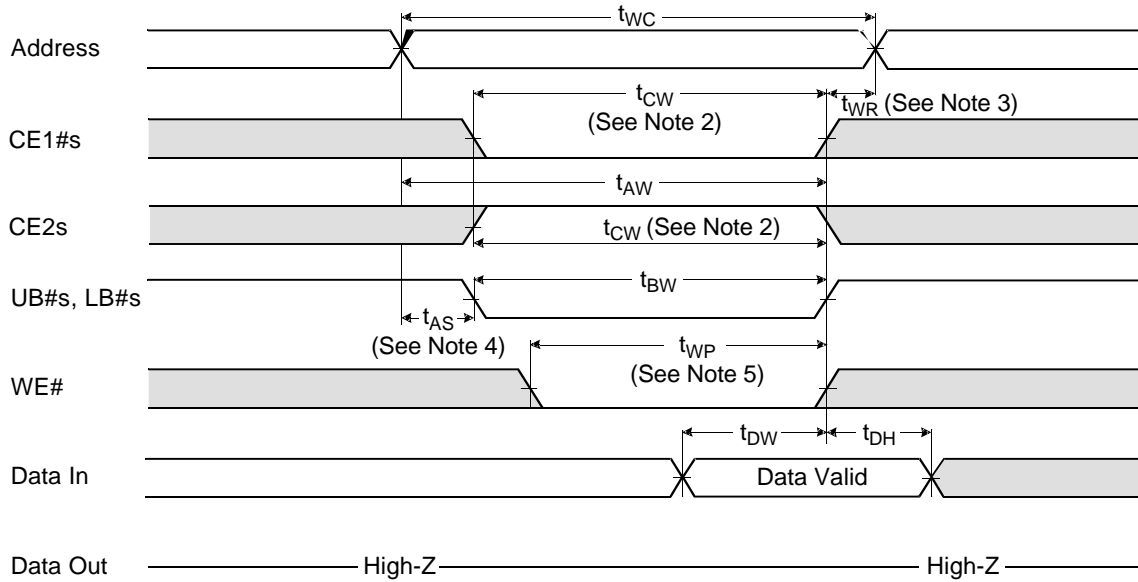 tWC
Address
tCW
(See Note 2)
tWR (See Note 3)
CE1#s
tAW
CE2s
tCW (See Note 2)
tBW
UB#s, LB#s
tAS
(See Note 4)
tWP
(See Note 5)
WE#
tDW
tDH
Data In
Data Valid
Data Out
High-Z
High-Z